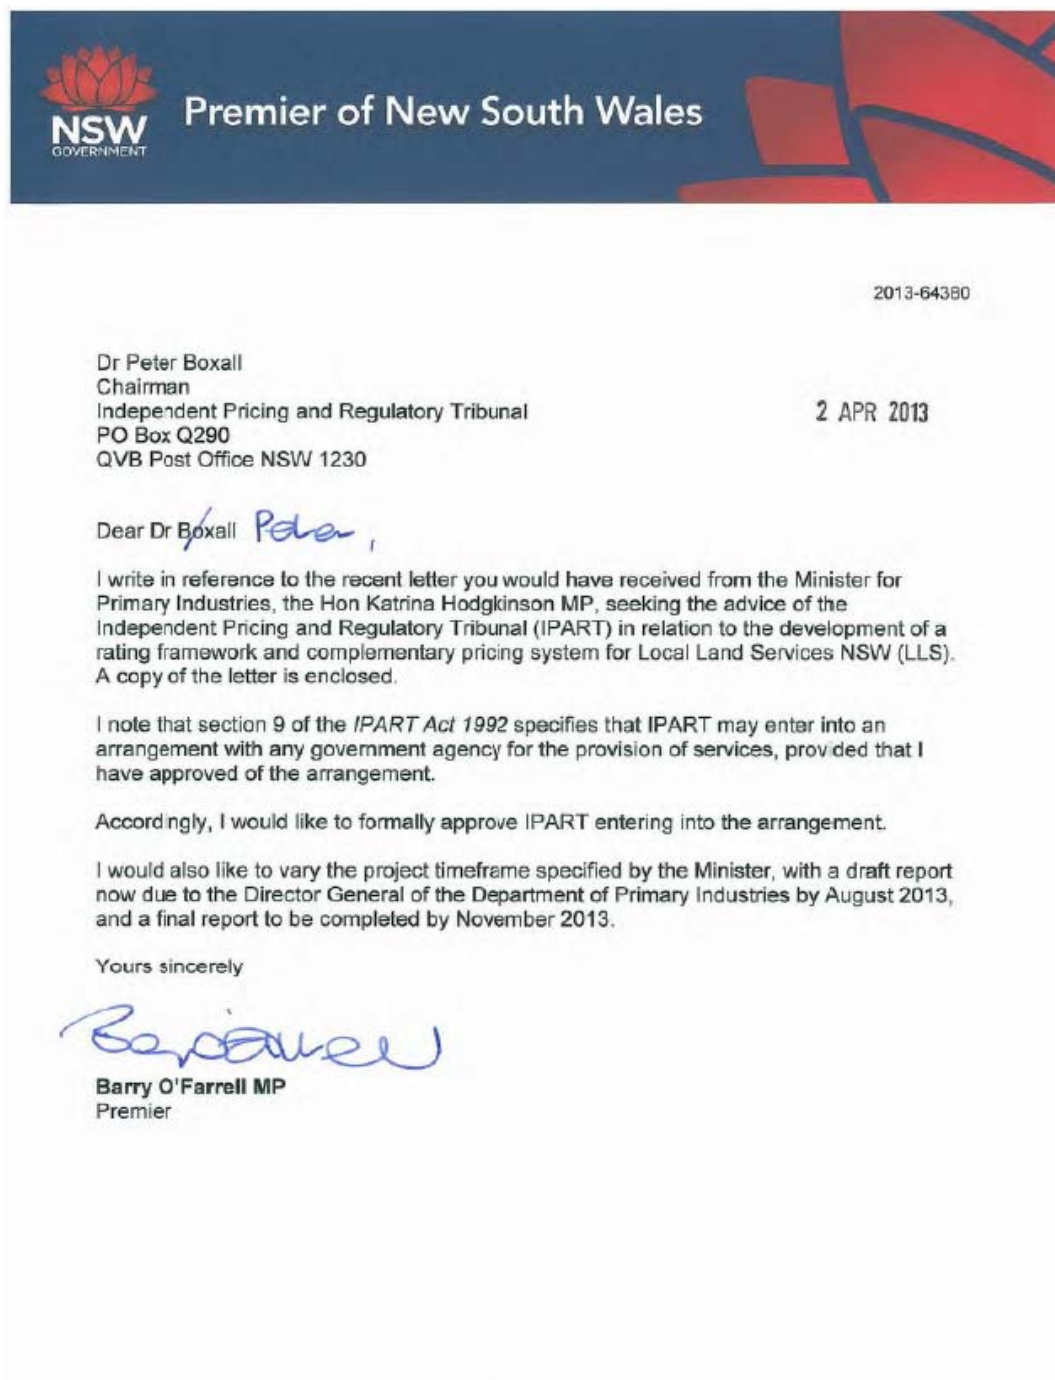 NSW
GOVERNMENT
Premier of New South Wales
2013-64380
Dr Peter Boxall
Chairman
Independent Pricing and Regulatory Tribunal
PO Box Q290
QVB Post Office NSW 1230
2 APR 2013
Dear Dr Boxall Peter,
I write in reference to the recent letter you would have received from the Minister for
Primary Industries, the Hon Katrina Hodgkinson MP, seeking the advice of the
Independent Pricing and Regulatory Tribunal (IPART) in relation to the development of a
rating framework and complementary pricing system for Local Land Services NSW (LLS).
A copy of the letter is enclosed.
I note that section 9 of the IPART Act 1992 specifies that IPART may enter into an
arrangement with any government agency for the provision of services, provided that I
have approved of the arrangement.
Accordingly, I would like to formally approve IPART entering into the arrangement.
I would also like to vary the project timeframe specified by the Minister, with a draft report
now due to the Director General of the Department of Primary Industries by August 2013,
and a final report to be completed by November 2013.
Yours sincerely
Barry O'Farrell MP
Premier